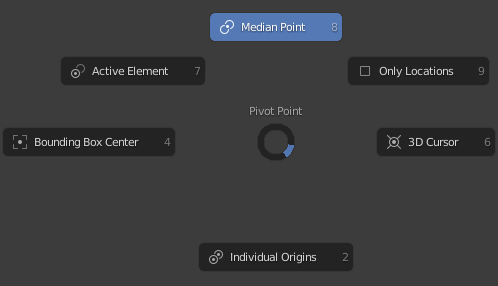 Median Point 8
Active Element 7
Only Locations 9
Pivot Point
Bounding Box Center 4
3D Cursor 6
Individual Origins 2